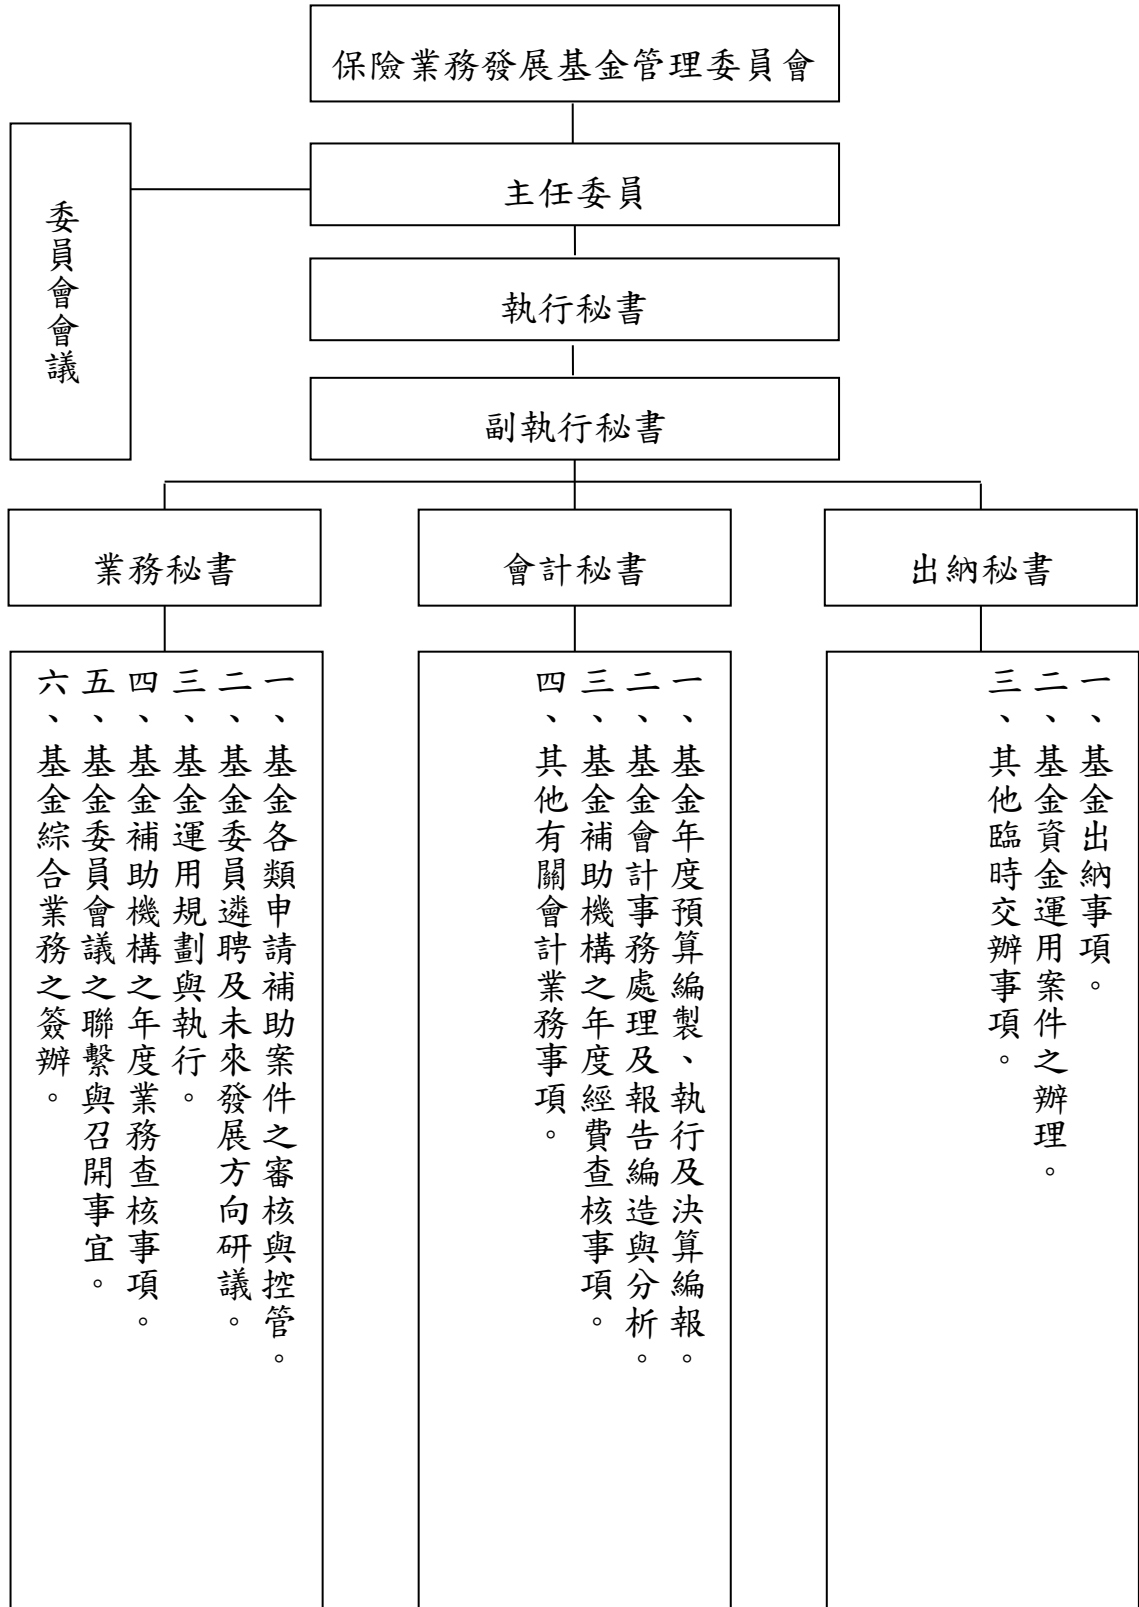 保險業務發展基金管理委員會
主任委員
委員會會議
執行秘書
副執行秘書
業務秘書
會計秘書
出納秘書
一、基金各類申請補助案件之審核與控管。
二、基金委員遴聘及未來發展方向研議。
三、基金運用規劃與執行。
四、基金補助機構之年度業務查核事項。
五、基金委員會議之聯繫與召開事宜。
六、基金綜合業務之簽辦。
一、基金年度預算編製、執行及決算編報。
二、基金會計事務處理及報告編造與分析。
三、基金補助機構之年度經費查核事項。
四、其他有關會計業務事項。
一、基金出納事項。
二、基金資金運用案件之辦理。
三、其他臨時交辦事項。